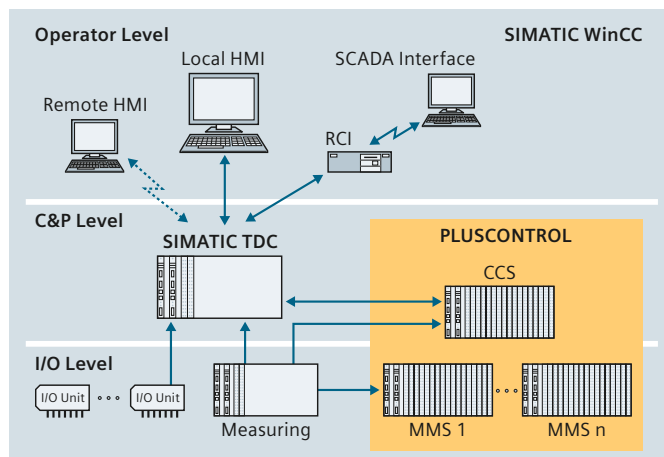 Operator Level
SIMATIC WinCC
Local HMI
SCADA Interface
Remote HMI
RCI
C&P Level
SIMATIC TDC
PLUSCONTROL
CCS
I/O Level
I/O Unit
I/O Unit
Measuring
MMS 1
MMS n